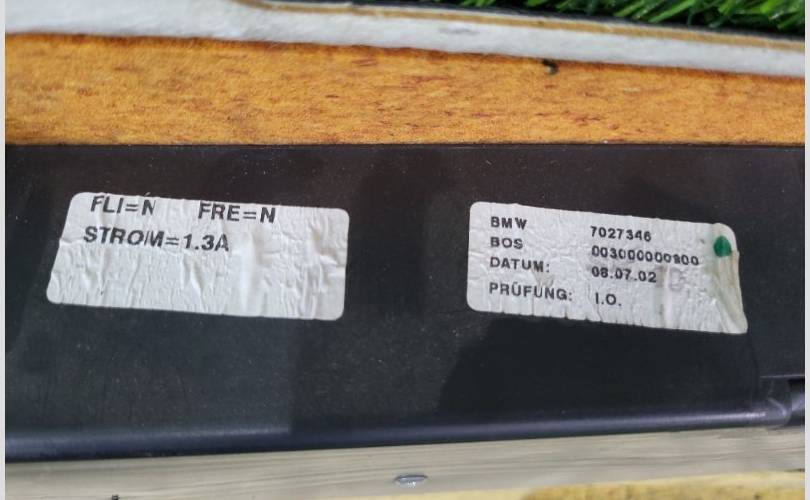 FLI=N FRE=N
STROM=1.3A
BMW 7027346
BOS 003000000900
DATUM: 08.07.02
PRÜFUNG: I.O.